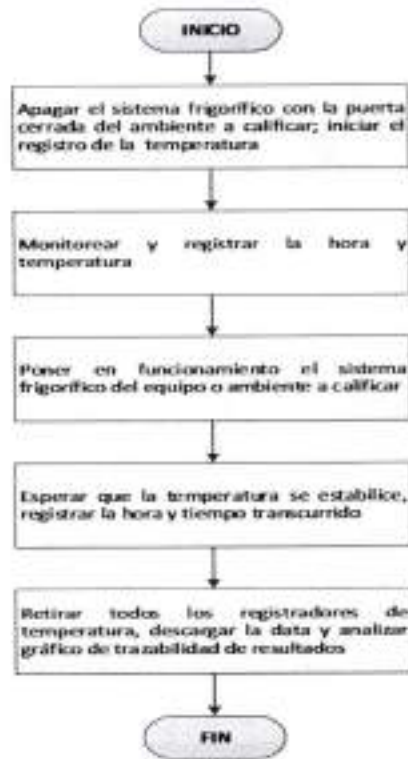 INICIO
Apagar el sistema frigorífico con la puerta
cerrada del ambiente a calificar; iniciar el
registro de la temperatura
Monitorear y registrar la hora y
temperatura
Poner en funcionamiento el sistema
frigorífico del equipo o ambiente a calificar
Esperar que la temperatura se estabilice,
registrar la hora y tiempo transcurrido
Retirar todos los registradores de
temperatura, descargar la data y analizar
gráfico de trazabilidad de resultados
FIN